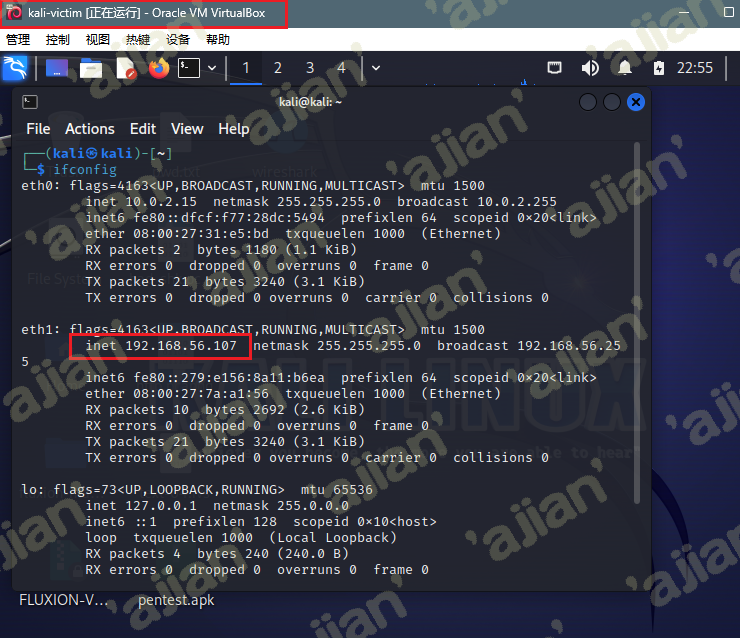 kali-victim [正在运行] - Oracle VM VirtualBox
管理 控制 视图 热键 设备 帮助
1 2 3 4 22:55
kali@kali: ~
File Actions Edit View Help
┌──(kali㉿kali)-[~]
└─$ ifconfig
eth0: flags=4163<UP,BROADCAST,RUNNING,MULTICAST> mtu 1500
inet 10.0.2.15 netmask 255.255.255.0 broadcast 10.0.2.255
inet6 fe80::dfcf:f77:28dc:5494 prefixlen 64 scopeid 0×20<link>
ether 08:00:27:31:e5:bd txqueuelen 1000 (Ethernet)
RX packets 2 bytes 1180 (1.1 KiB)
RX errors 0 dropped 0 overruns 0 frame 0
TX packets 21 bytes 3240 (3.1 KiB)
TX errors 0 dropped 0 overruns 0 carrier 0 collisions 0
eth1: flags=4163<UP,BROADCAST,RUNNING,MULTICAST> mtu 1500
inet 192.168.56.107 netmask 255.255.255.0 broadcast 192.168.56.25
5
inet6 fe80::279:e156:8a11:b6ea prefixlen 64 scopeid 0×20<link>
ether 08:00:27:7a:a1:56 txqueuelen 1000 (Ethernet)
RX packets 10 bytes 2692 (2.6 KiB)
RX errors 0 dropped 0 overruns 0 frame 0
TX packets 21 bytes 3240 (3.1 KiB)
TX errors 0 dropped 0 overruns 0 carrier 0 collisions 0
lo: flags=73<UP,LOOPBACK,RUNNING> mtu 65536
inet 127.0.0.1 netmask 255.0.0.0
inet6 ::1 prefixlen 128 scopeid 0×10<host>
loop txqueuelen 1000 (Local Loopback)
RX packets 4 bytes 240 (240.0 B)
RX errors 0 dropped 0 overruns 0 frame 0
FLUXION-V... pentest.apk
'ajian'
'ajian'
'ajian'
'ajian'
'ajian'
'ajian'
'ajian'
'ajian'
'ajian'
'ajian'